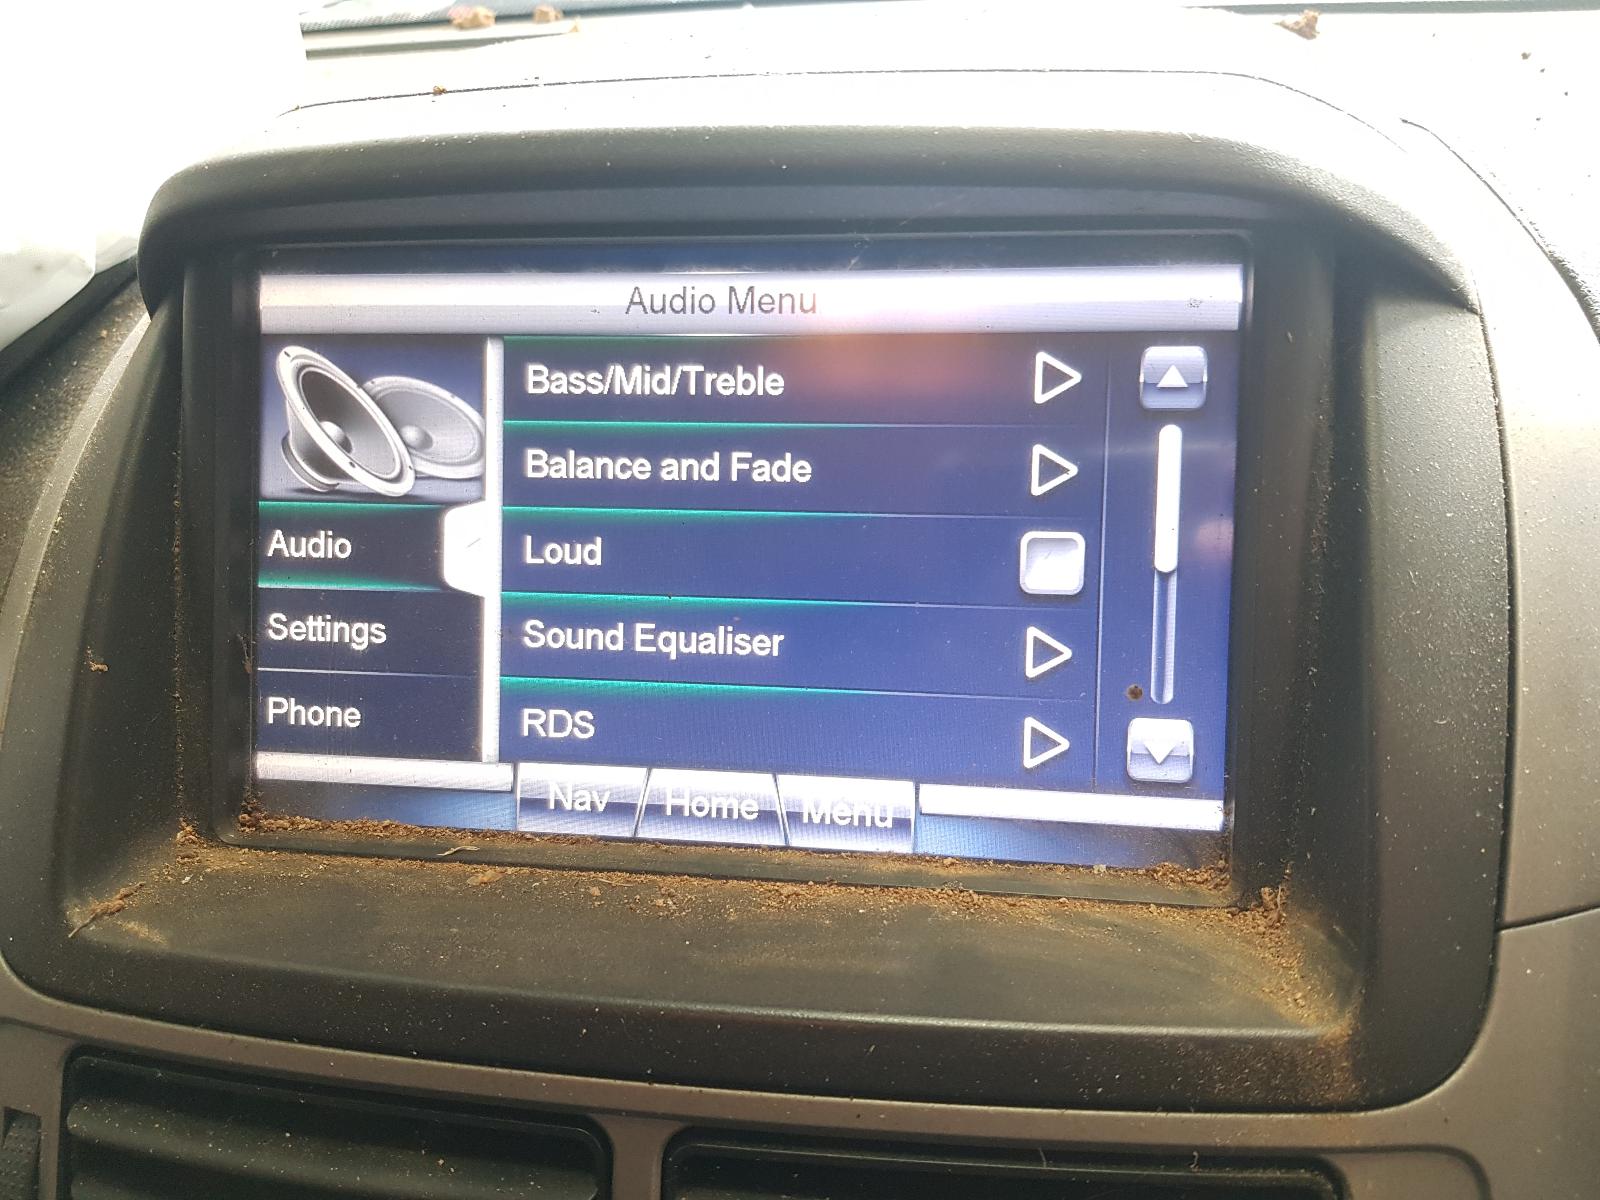 Audio Menu
Bass/Mid/Treble
Balance and Fade
Audio
Loud
Settings
Sound Equaliser
Phone
RDS
Nav
Home
Menu